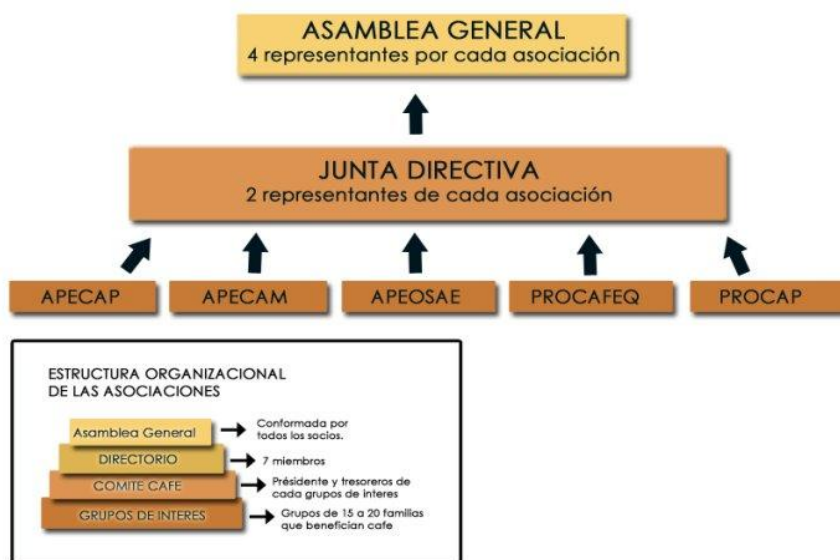 ASAMBLEA GENERAL
4 representantes por cada asociación
JUNTA DIRECTIVA
2 representantes de cada asociación
APECAP
APECAM
APEOSAE
PROCAFEQ
PROCAP
ESTRUCTURA ORGANIZACIONAL
DE LAS ASOCIACIONES
Asamblea General
Conformada por
todos los socios.
DIRECTORIO
7 miembros
COMITE CAFE
Présidente y tresoreros de
cada grupos de interes
GRUPOS DE INTERES
Grupos de 15 a 20 familias
que benefician cafe